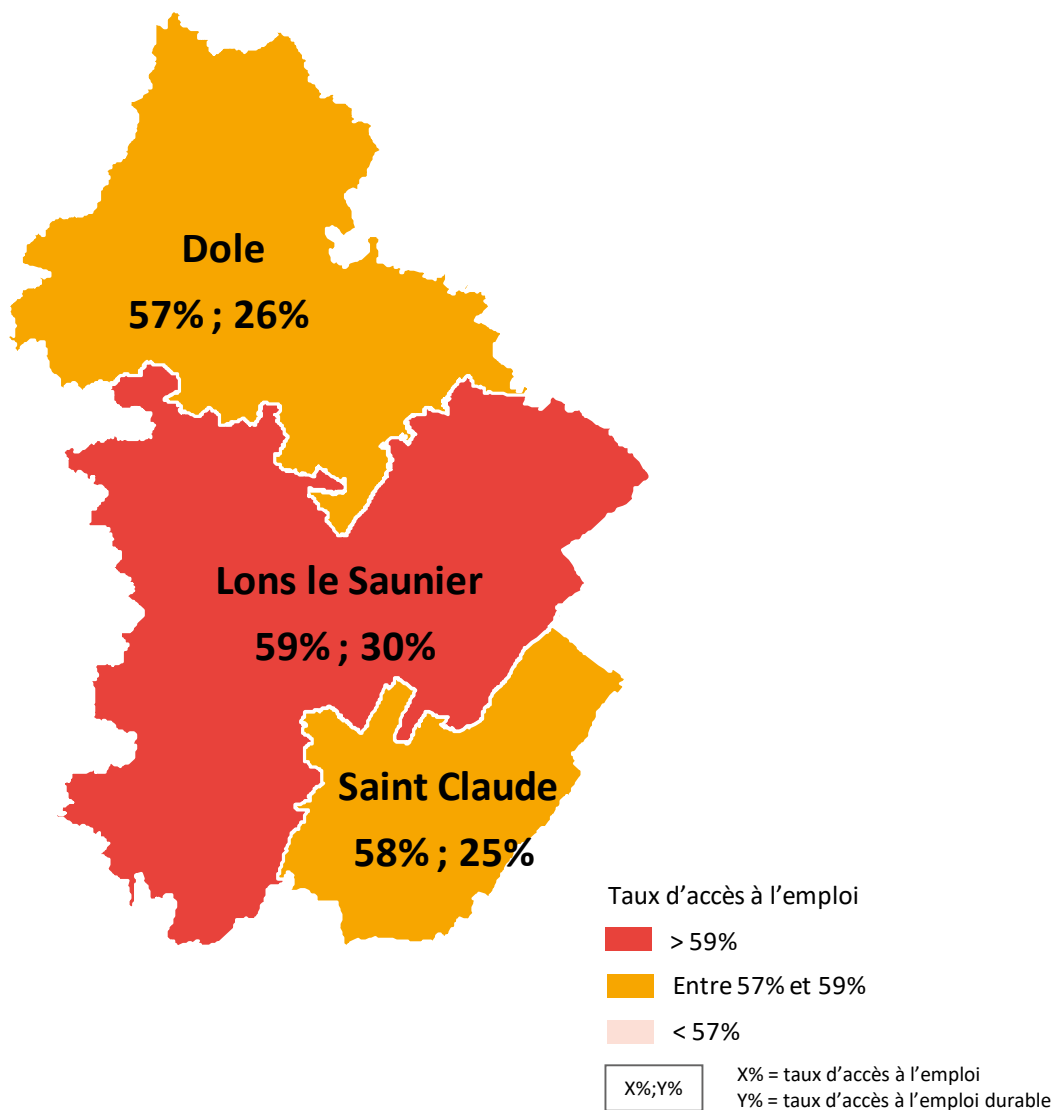 Dole
57% ; 26%
Lons le Saunier
59% ; 30%
Saint Claude
58% ; 25%
Taux d’accès à l’emploi
> 59%
Entre 57% et 59%
< 57%
X%;Y%
X% = taux d’accès à l’emploi
Y% = taux d’accès à l’emploi durable